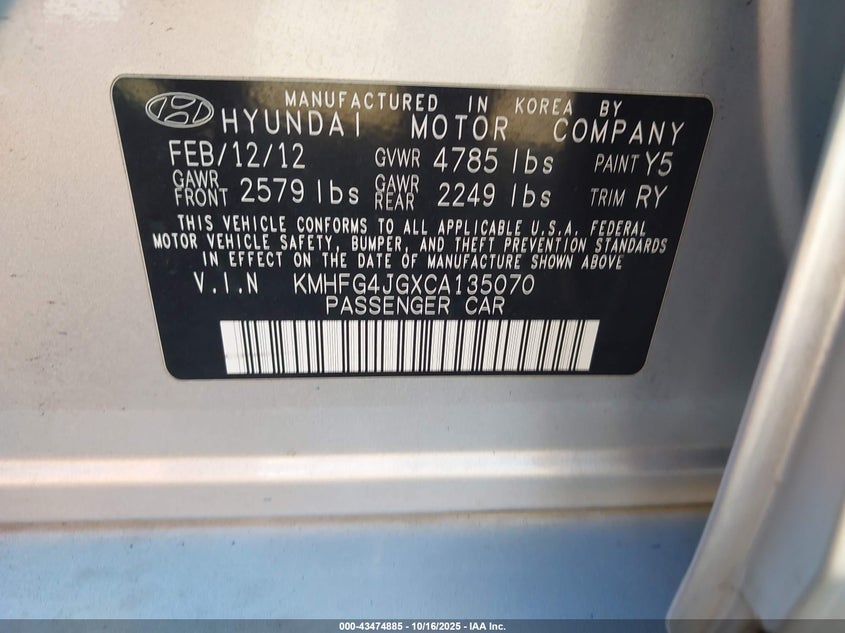 MANUFACTURED IN KOREA BY
HYUNDAI MOTOR COMPANY
FEB/12/12 GVWR 4785 lbs PAINT Y5
GAWR FRONT 2579 lbs GAWR REAR 2249 lbs TRIM RY
THIS VEHICLE CONFORMS TO ALL APPLICABLE U.S.A. FEDERAL
MOTOR VEHICLE SAFETY, BUMPER, AND THEFT PREVENTION STANDARDS
IN EFFECT ON THE DATE OF MANUFACTURE SHOWN ABOVE
V.I.N KMHFG4JGXCA135070
PASSENGER CAR
000-43474885 - 10/16/2025 - IAA Inc.